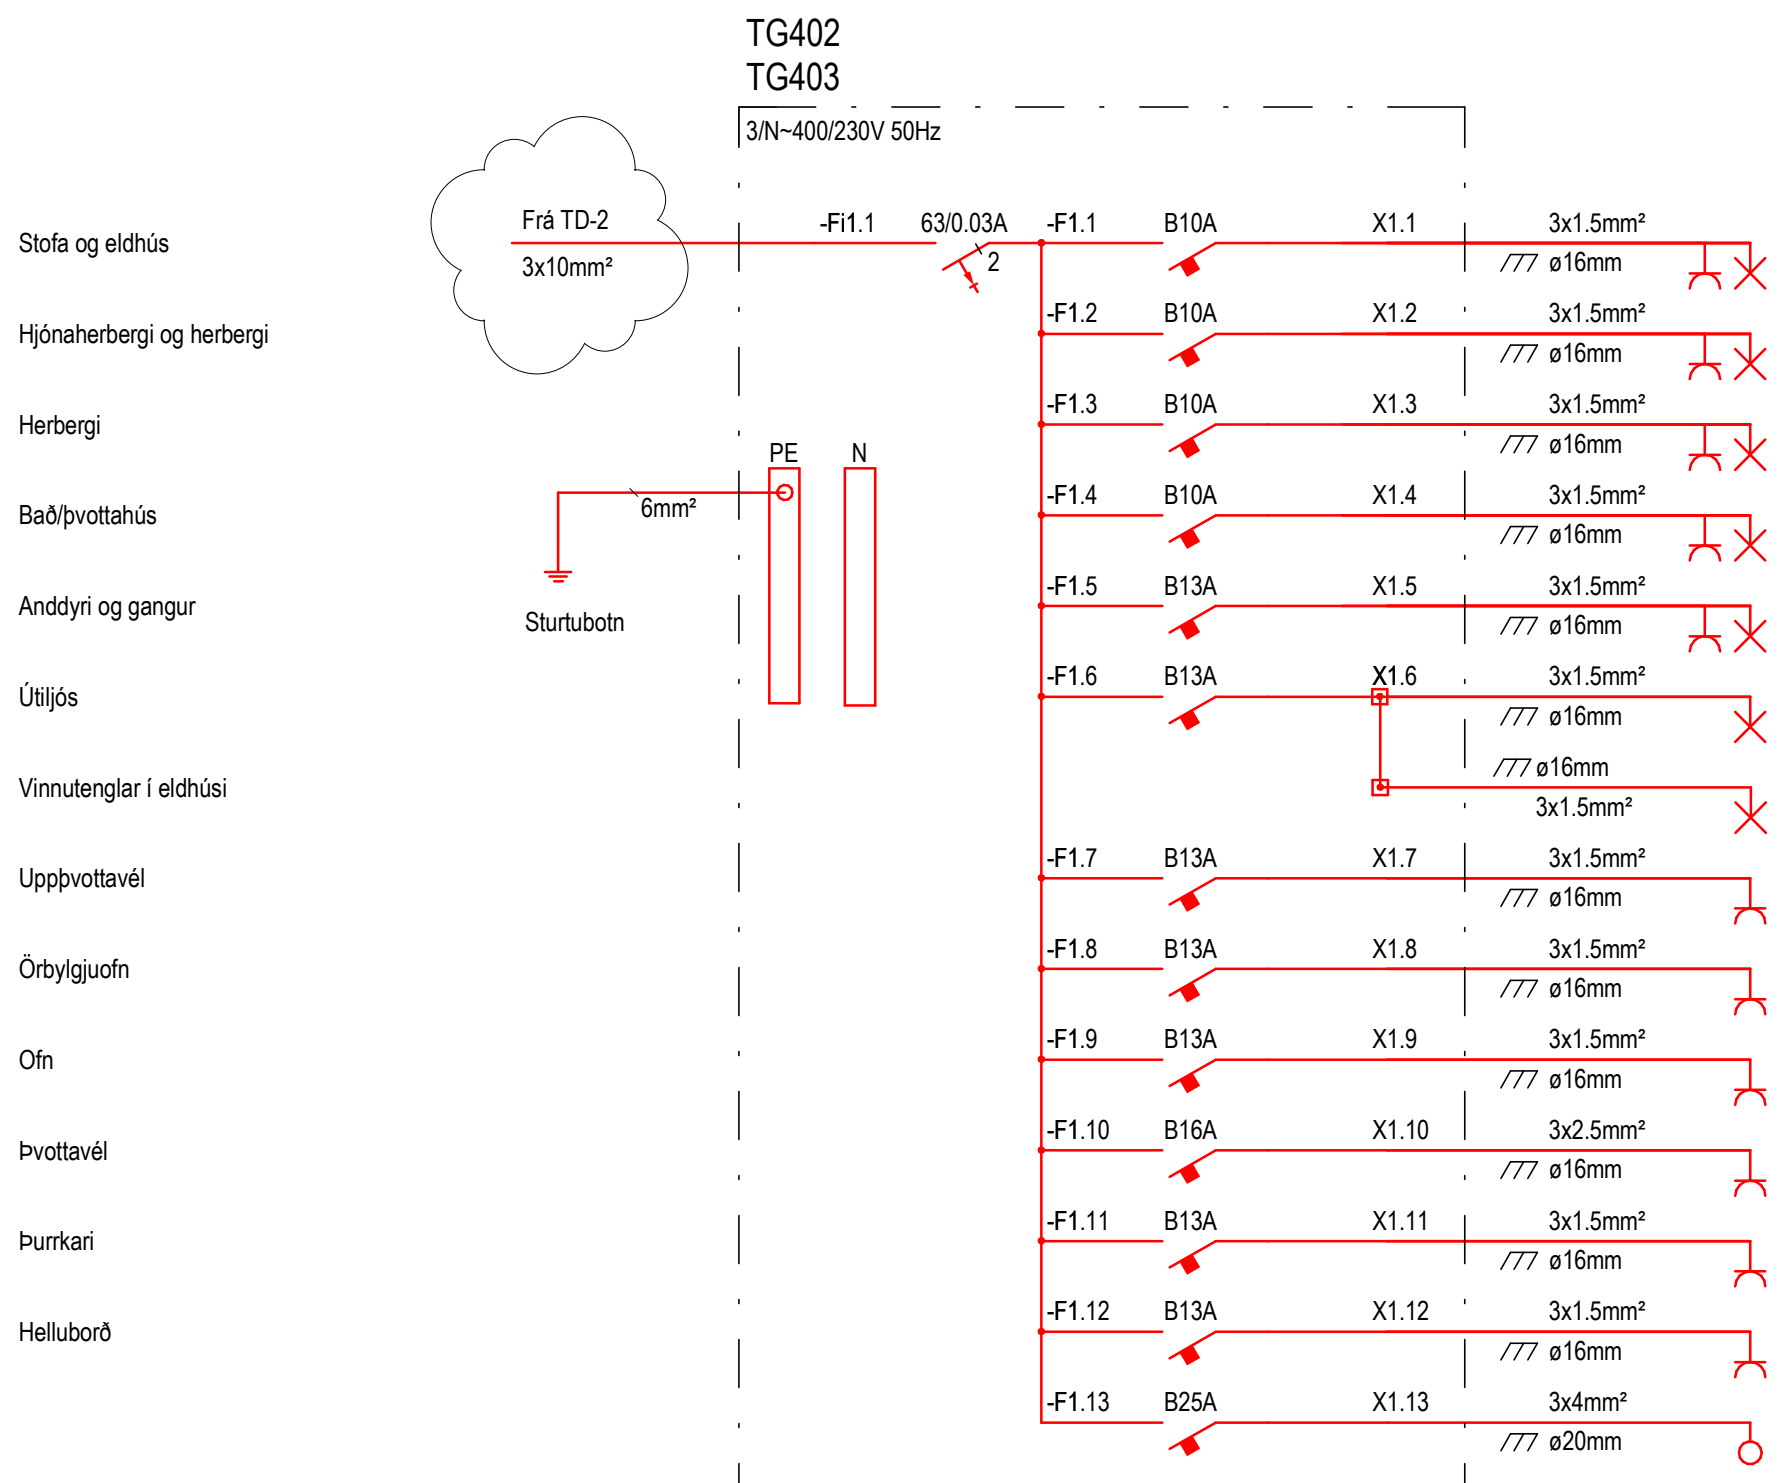 TG402
TG403
3/N~400/230V 50Hz
Stofa og eldhús
Frá TD-2
3x10mm²
-Fi1.1
63/0.03A
2
-F1.1 B10A X1.1 3x1.5mm²
ø16mm
Hjónaherbergi og herbergi
-F1.2 B10A X1.2 3x1.5mm²
ø16mm
Herbergi
-F1.3 B10A X1.3 3x1.5mm²
ø16mm
PE N
6mm²
Sturtubotn
Bað/þvottahús
-F1.4 B10A X1.4 3x1.5mm²
ø16mm
Anddyri og gangur
-F1.5 B13A X1.5 3x1.5mm²
ø16mm
Útiljós
-F1.6 B13A X1.6 3x1.5mm²
ø16mm
Vinnutenglar í eldhúsi
ø16mm
3x1.5mm²
Uppþvottavél
-F1.7 B13A X1.7 3x1.5mm²
ø16mm
Örbylgjuofn
-F1.8 B13A X1.8 3x1.5mm²
ø16mm
Ofn
-F1.9 B13A X1.9 3x1.5mm²
ø16mm
Þvottavél
-F1.10 B16A X1.10 3x2.5mm²
ø16mm
Þurrkari
-F1.11 B13A X1.11 3x1.5mm²
ø16mm
Helluborð
-F1.12 B13A X1.12 3x1.5mm²
ø16mm
-F1.13 B25A X1.13 3x4mm²
ø20mm